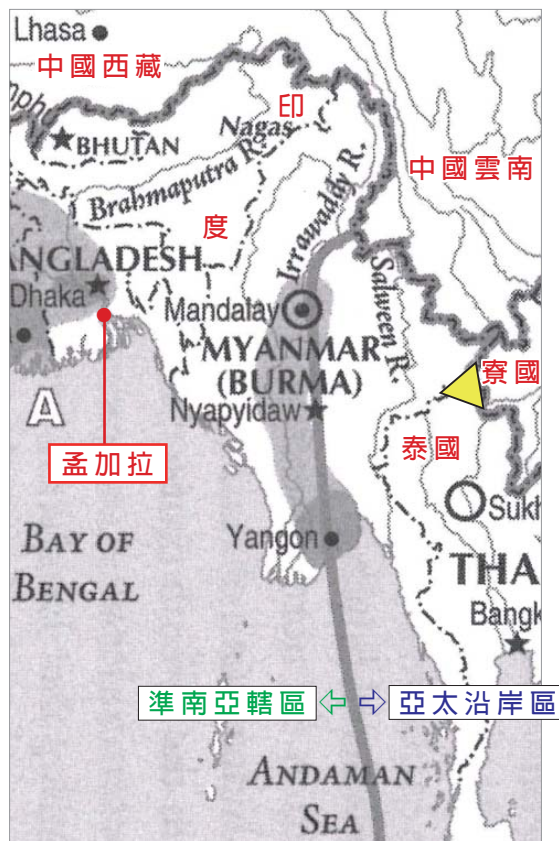 Lhasa
中國西藏
印
Nagas
BHUTAN
Brahmaputra R.
中國雲南
度
Irrawaddy R.
ANGLADESH
Salween R.
Dhaka
Mandalay
MYANMAR
(BURMA)
寮國
Nyapyidaw
A
泰國
孟加拉
Sukh
BAY OF
BENGAL
Yangon
THA
Bangk
準南亞轄區
亞太沿岸區
ANDAMAN
SEA